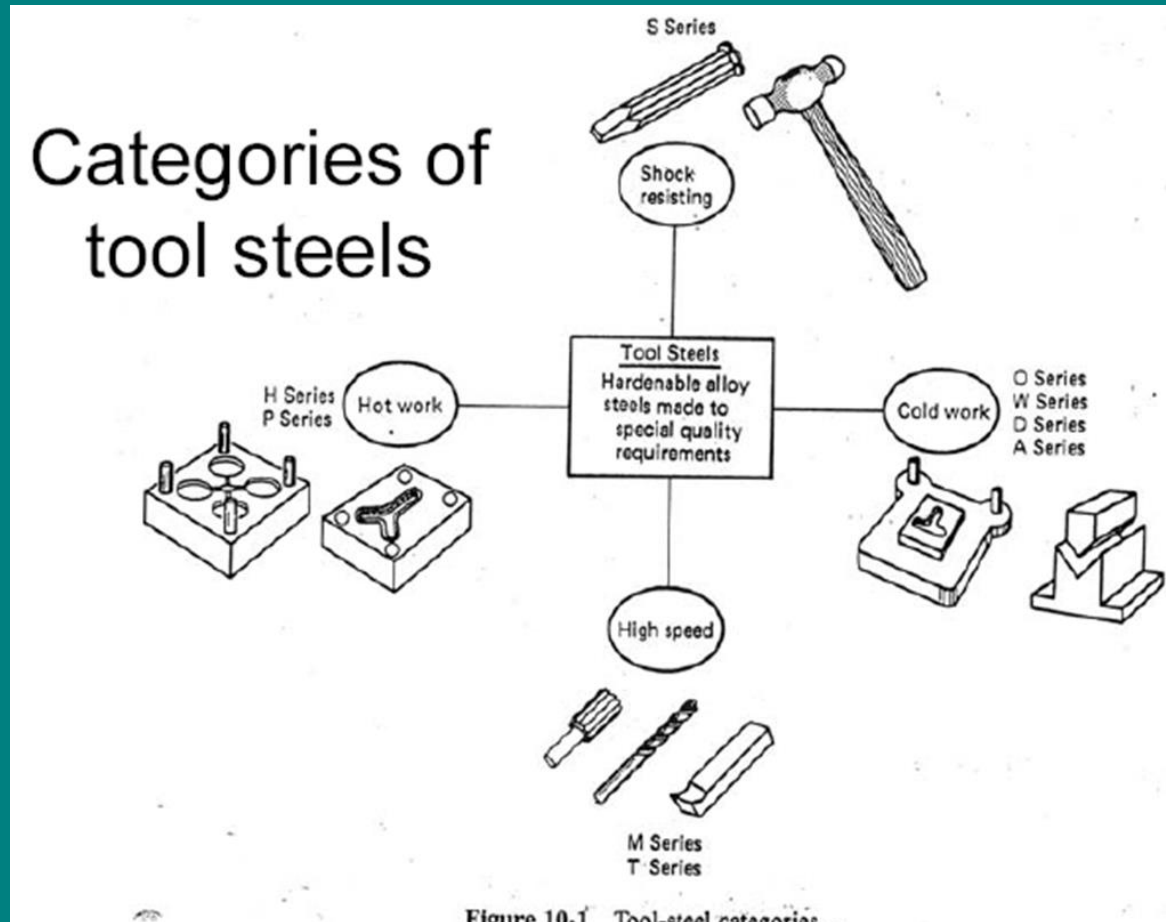 Categories of
tool steels
S Series
Shock
resisting
Tool Steels
Hardenable alloy
steels made to
special quality
requirements
H Series
P Series
Hot work
Cold work
O Series
W Series
D Series
A Series
High speed
M Series
T Series
Figure 10-1 Tool-steel categories